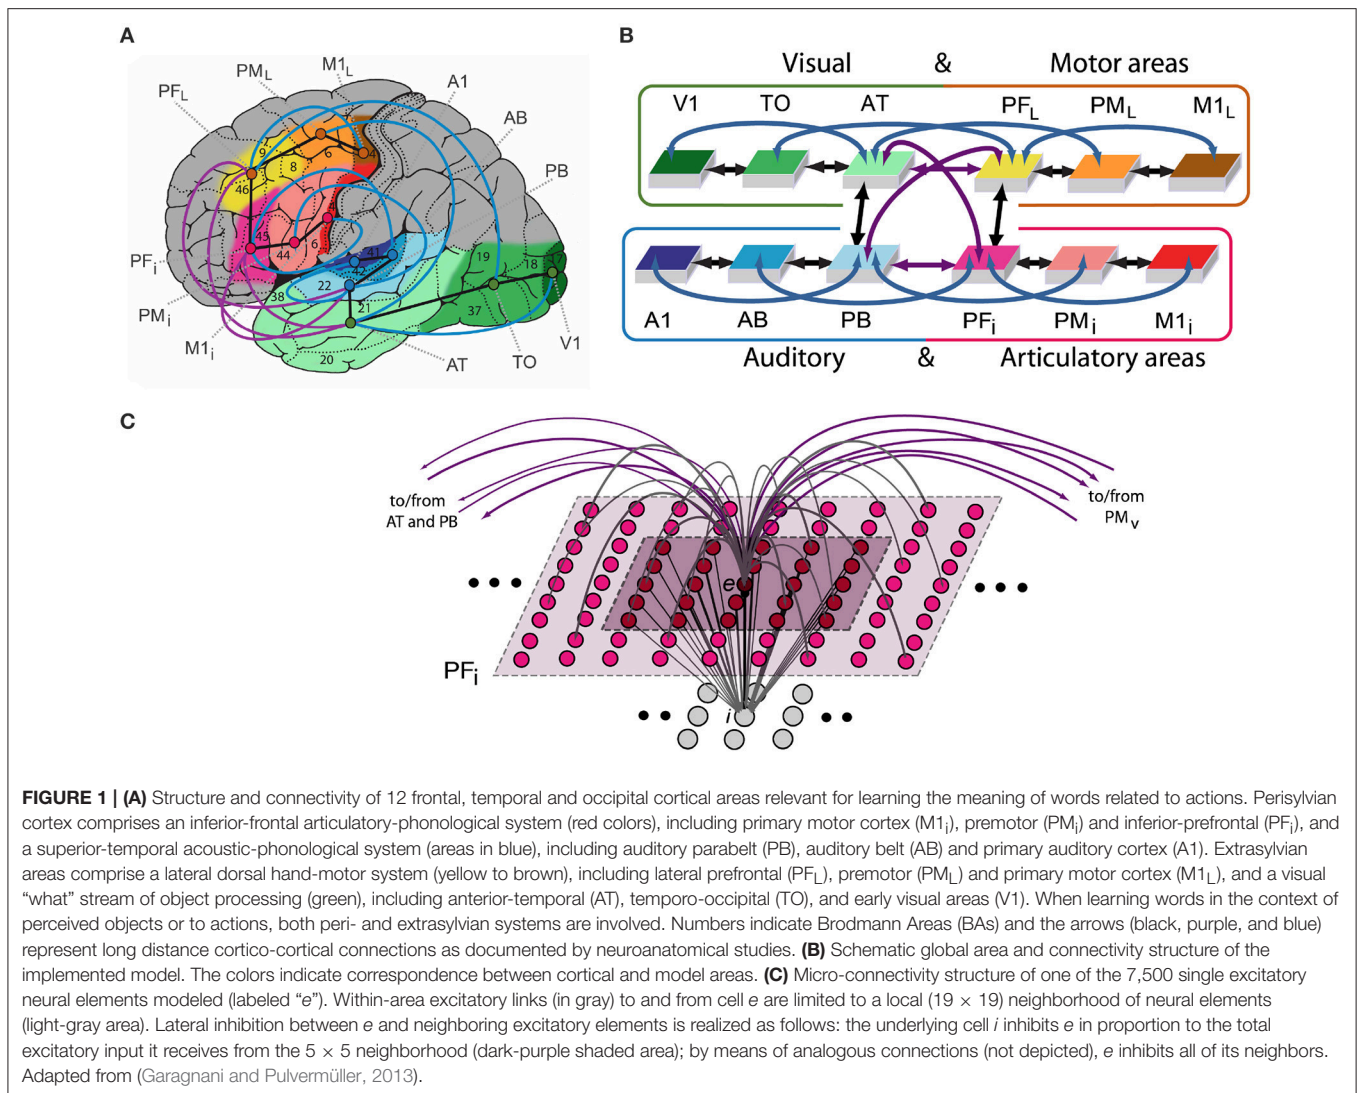 A
PF_L
PM_L
M1_L
A1
AB
PB
9
8
6
4
46
45
44
6
4
41
42
22
38
21
20
19
18
37
PF_i
PM_i
M1_i
AT
TO
V1
B
Visual & Motor areas
V1 TO AT PF_L PM_L M1_L
A1 AB PB PF_i PM_i M1_i
Auditory & Articulatory areas
C
to/from
AT and PB
to/from
PM_v
e
PF_i
i
FIGURE 1 | (A) Structure and connectivity of 12 frontal, temporal and occipital cortical areas relevant for learning the meaning of words related to actions. Perisylvian
cortex comprises an inferior-frontal articulatory-phonological system (red colors), including primary motor cortex (M1_i), premotor (PM_i) and inferior-prefrontal (PF_i), and
a superior-temporal acoustic-phonological system (areas in blue), including auditory parabelt (PB), auditory belt (AB) and primary auditory cortex (A1). Extrasylvian
areas comprise a lateral dorsal hand-motor system (yellow to brown), including lateral prefrontal (PF_L), premotor (PM_L) and primary motor cortex (M1_L), and a visual
“what” stream of object processing (green), including anterior-temporal (AT), temporo-occipital (TO), and early visual areas (V1). When learning words in the context of
perceived objects or to actions, both peri- and extrasylvian systems are involved. Numbers indicate Brodmann Areas (BAs) and the arrows (black, purple, and blue)
represent long distance cortico-cortical connections as documented by neuroanatomical studies. (B) Schematic global area and connectivity structure of the
implemented model. The colors indicate correspondence between cortical and model areas. (C) Micro-connectivity structure of one of the 7,500 single excitatory
neural elements modeled (labeled “e”). Within-area excitatory links (in gray) to and from cell e are limited to a local (19 × 19) neighborhood of neural elements
(light-gray area). Lateral inhibition between e and neighboring excitatory elements is realized as follows: the underlying cell i inhibits e in proportion to the total
excitatory input it receives from the 5 × 5 neighborhood (dark-purple shaded area); by means of analogous connections (not depicted), e inhibits all of its neighbors.
Adapted from (Garagnani and Pulvermüller, 2013).